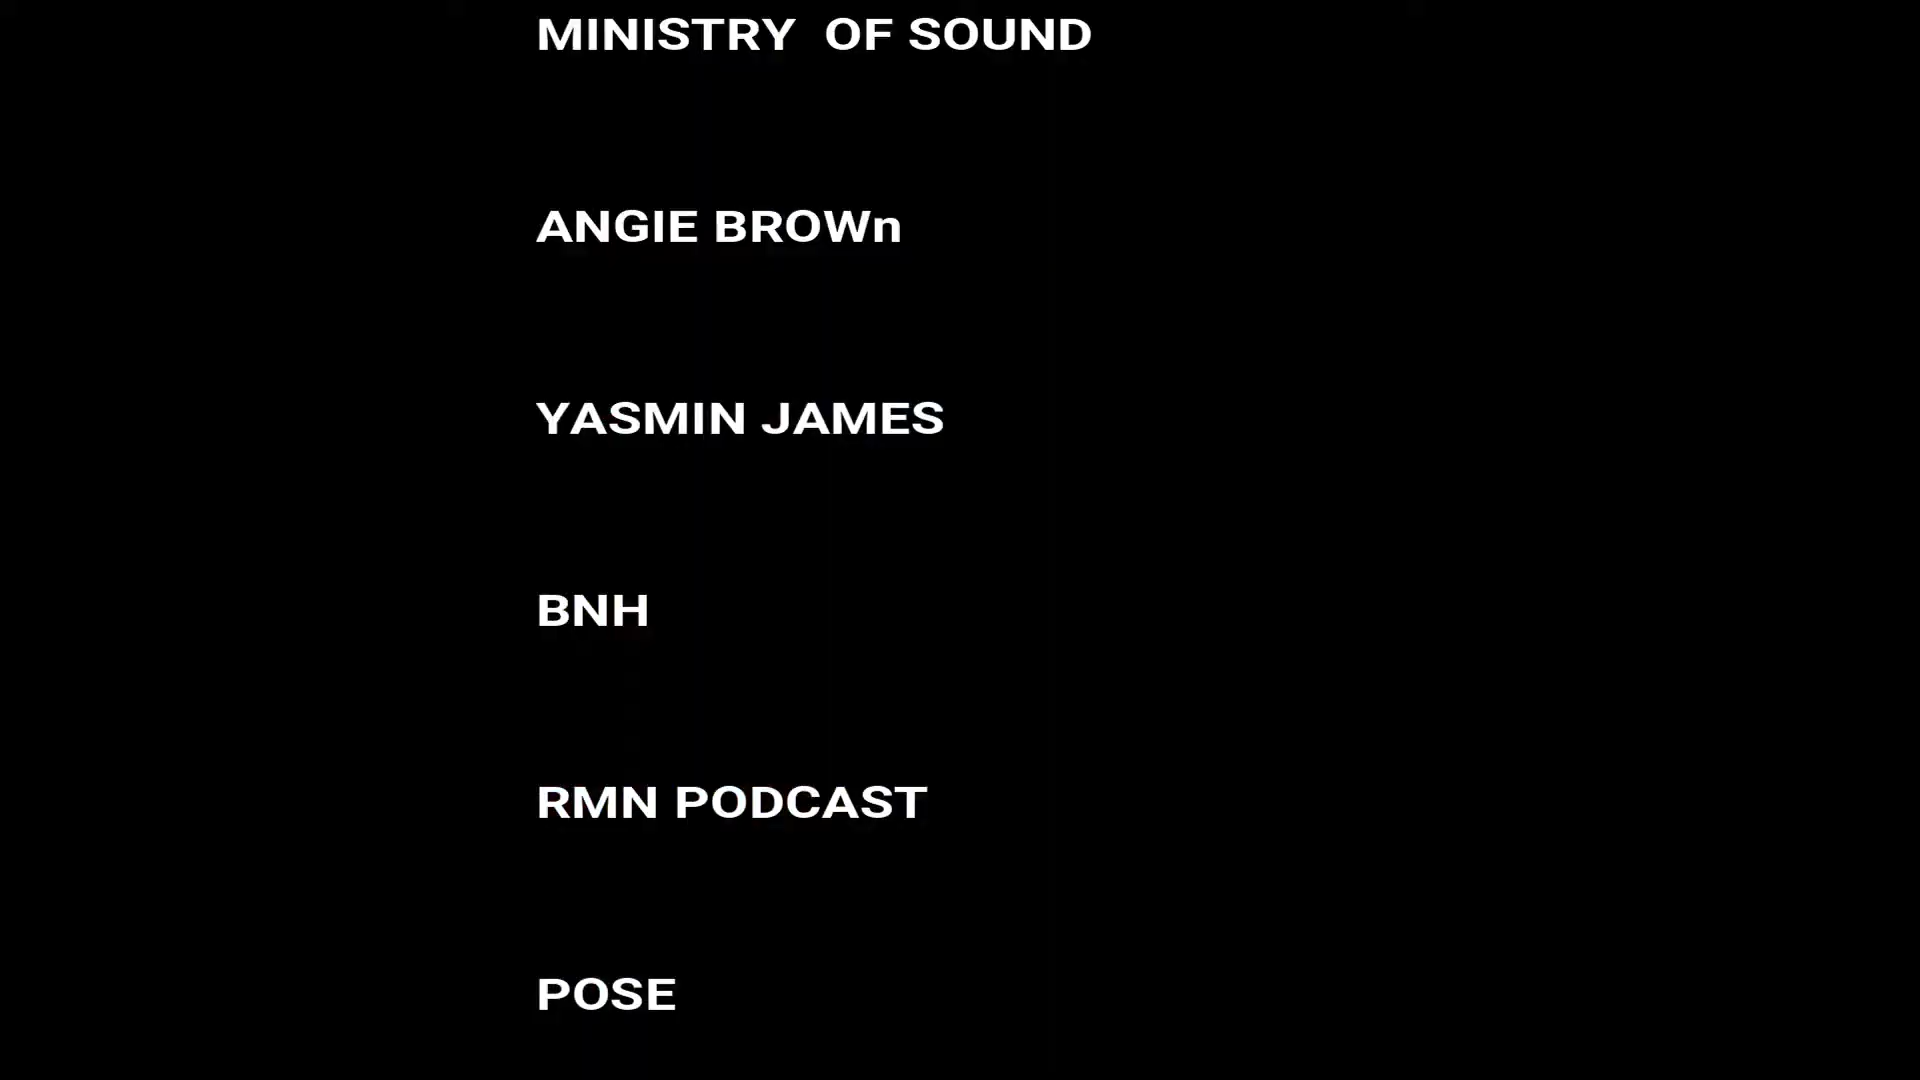 MINISTRY  OF SOUND
ANGIE BROWn
YASMIN JAMES
BNH
RMN PODCAST
POSE